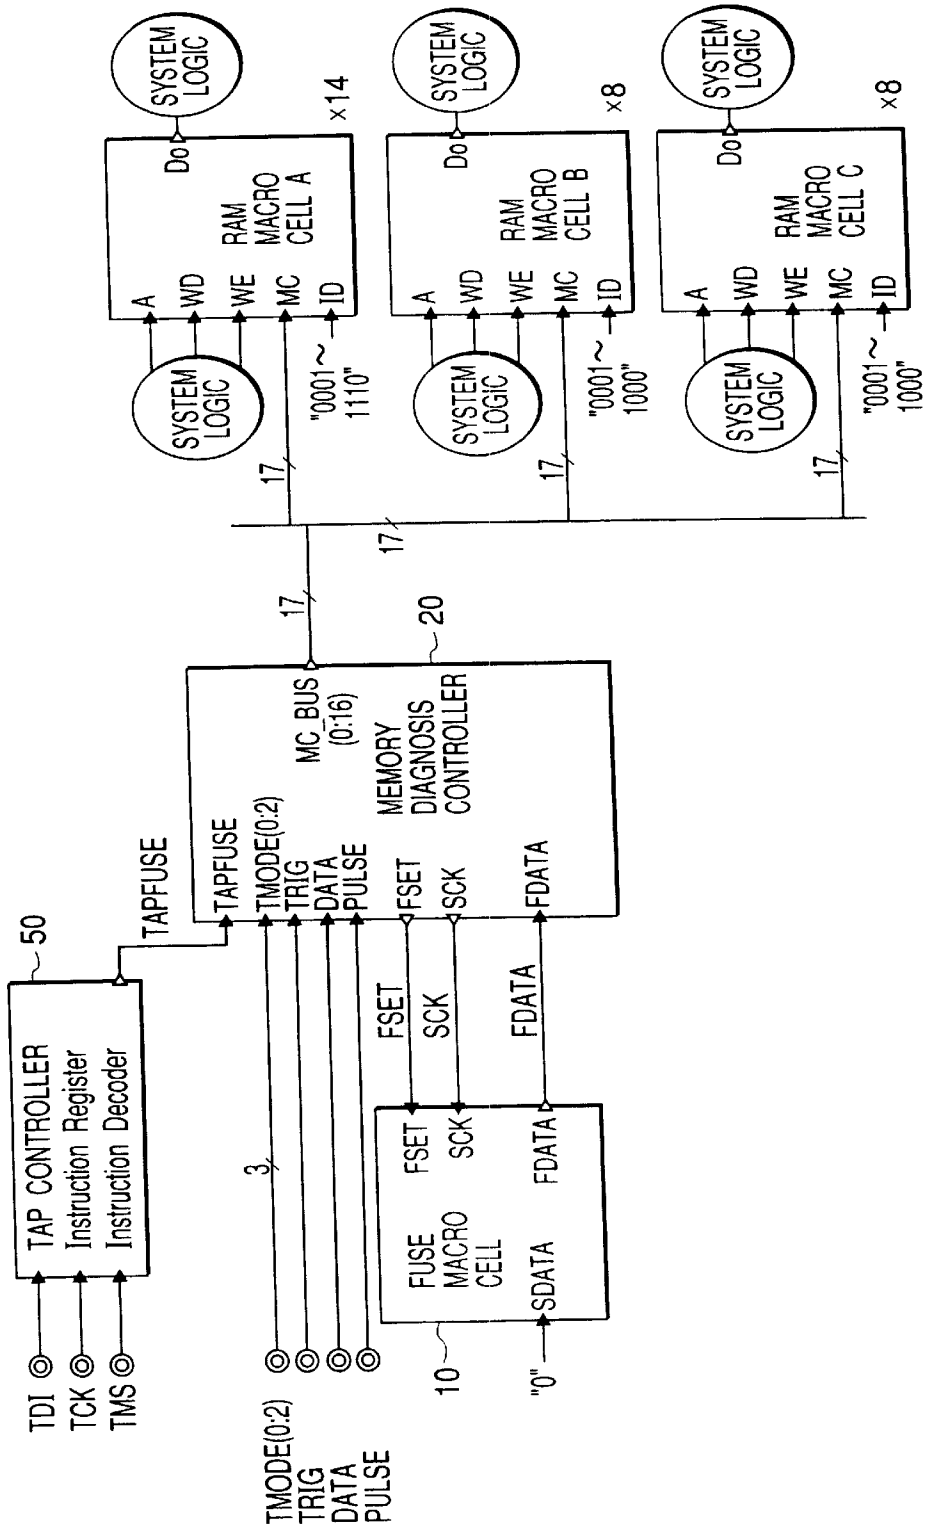 TDI
TCK
TMS
TAP CONTROLLER
Instruction Register
Instruction Decoder
50
TAPFUSE
TMODE(0:2)
TRIG
DATA
PULSE
3
TAPFUSE
TMODE(0:2)
TRIG
DATA
PULSE
FSET
SCK
FDATA
MC_BUS
(0:16)
MEMORY
DIAGNOSIS
CONTROLLER
20
FSET
SCK
FDATA
10
"0"
SDATA
FUSE
MACRO
CELL
FSET
SCK
FDATA
17
17
17
SYSTEM
LOGIC
"0001~
1110"
A
WD
WE
MC
ID
RAM
MACRO
CELL A
Do
SYSTEM
LOGIC
×14
17
SYSTEM
LOGIC
"0001~
1000"
A
WD
WE
MC
ID
RAM
MACRO
CELL B
Do
SYSTEM
LOGIC
×8
17
SYSTEM
LOGIC
"0001~
1000"
A
WD
WE
MC
ID
RAM
MACRO
CELL C
Do
SYSTEM
LOGIC
×8